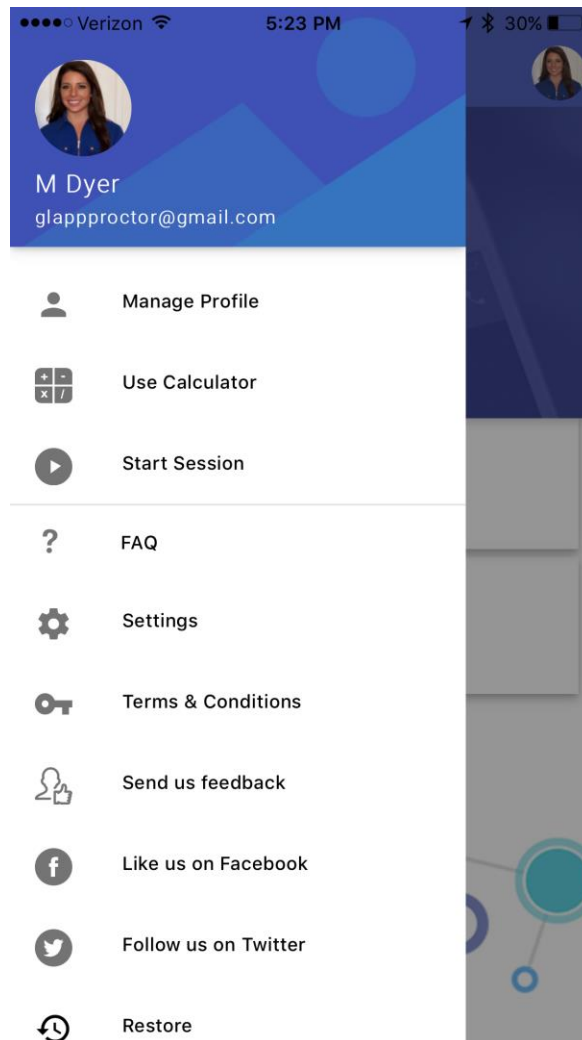 Verizon 5:23 PM 30%
M Dyer
glappproctor@gmail.com
Manage Profile
+ -
x /
Use Calculator
Start Session
? FAQ
Settings
Terms & Conditions
Send us feedback
f Like us on Facebook
Follow us on Twitter
Restore